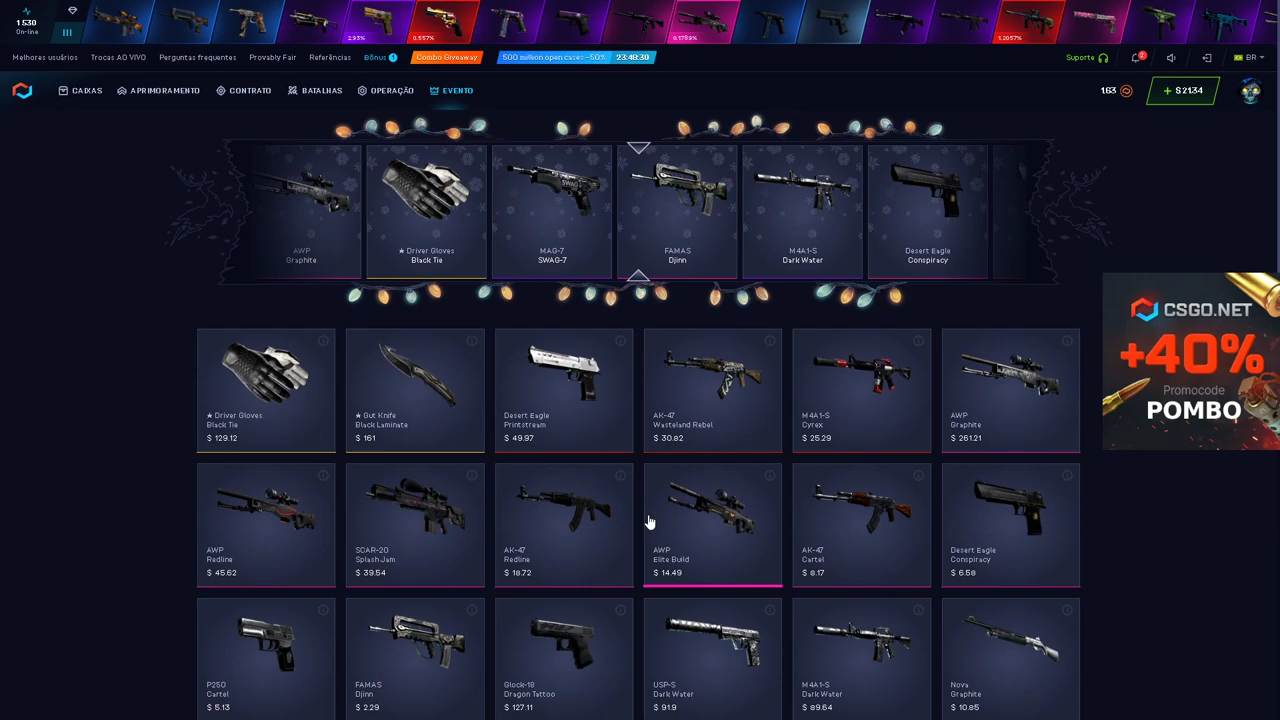 1 530
On-line
2.93%
0.557%
0.1789%
1.2057%
Melhores usuários
Trocas AO VIVO
Perguntas frequentes
Provably Fair
Referências
Bônus
Combo Giveaway
500 million open cases -50%
23:48:30
Suporte
2
BR
CAIXAS
APRIMORAMENTO
CONTRATO
BATALHAS
OPERAÇÃO
EVENTO
163
+ $ 21.34
AWP
Graphite
★ Driver Gloves
Black Tie
MAG-7
SWAG-7
FAMAS
Djinn
M4A1-S
Dark Water
Desert Eagle
Conspiracy
★ Driver Gloves
Black Tie
$ 129.12
★ Gut Knife
Black Laminate
$ 161
Desert Eagle
Printstream
$ 49.97
AK-47
Wasteland Rebel
$ 30.82
M4A1-S
Cyrex
$ 25.29
AWP
Graphite
$ 261.21
CSGO.NET
+40%
Promocode
POMBO
AWP
Redline
$ 45.62
SCAR-20
Splash Jam
$ 39.54
AK-47
Redline
$ 18.72
AWP
Elite Build
$ 14.49
AK-47
Cartel
$ 8.17
Desert Eagle
Conspiracy
$ 6.58
P250
Cartel
$ 5.13
FAMAS
Djinn
$ 2.29
Glock-18
Dragon Tattoo
$ 127.11
USP-S
Dark Water
$ 91.9
M4A1-S
Dark Water
$ 89.64
Nova
Graphite
$ 10.85